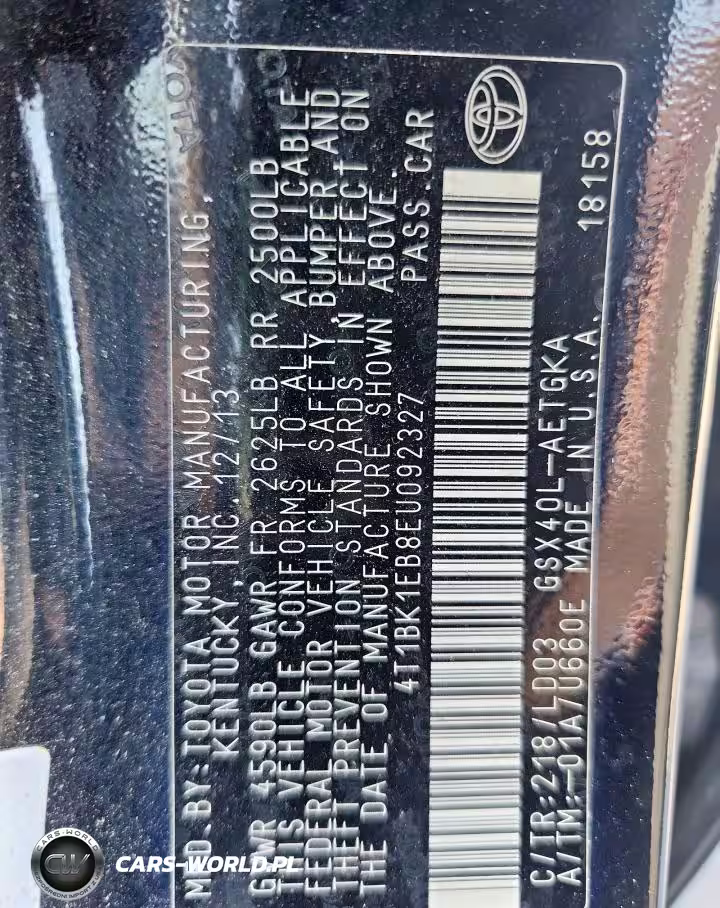 MFD.BY:TOYOTA MOTOR MANUFACTURING,
KENTUCKY,INC. 12/13
GVWR 4590LB GAWR FR 2625LB RR 2500LB
THIS VEHICLE CONFORMS TO ALL APPLICABLE
FEDERAL MOTOR VEHICLE SAFETY, BUMPER AND
THEFT PREVENTION STANDARDS IN EFFECT ON
THE DATE OF MANUFACTURE SHOWN ABOVE.
4T1BK1EB8EU092327 PASS.CAR
C/TR:218/LD03 GSX40L-AETGKA
A/TM:-01A/U660E MADE IN U.S.A.
18158
CARS-WORLD
CW
CARS-WORLD.PL